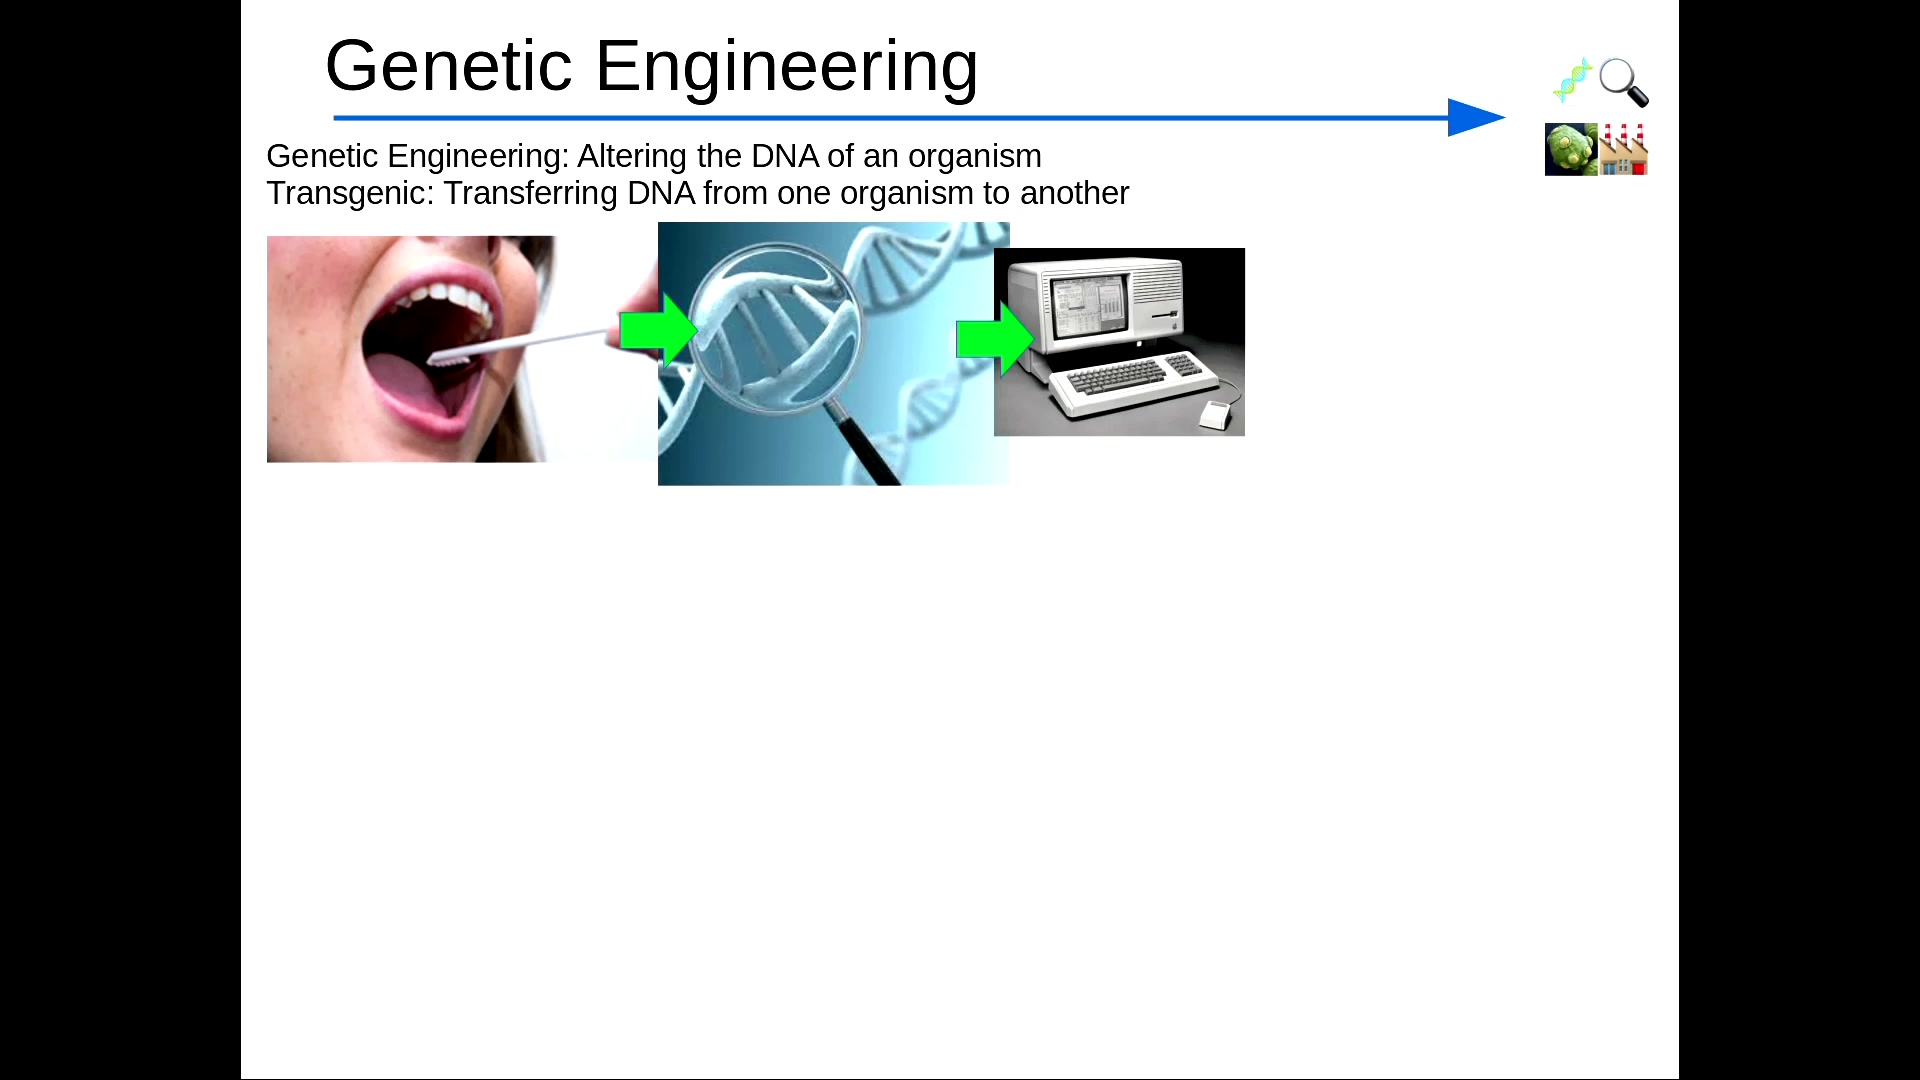 Genetic Engineering
Genetic Engineering: Altering the DNA of an organism
Transgenic: Transferring DNA from one organism to another